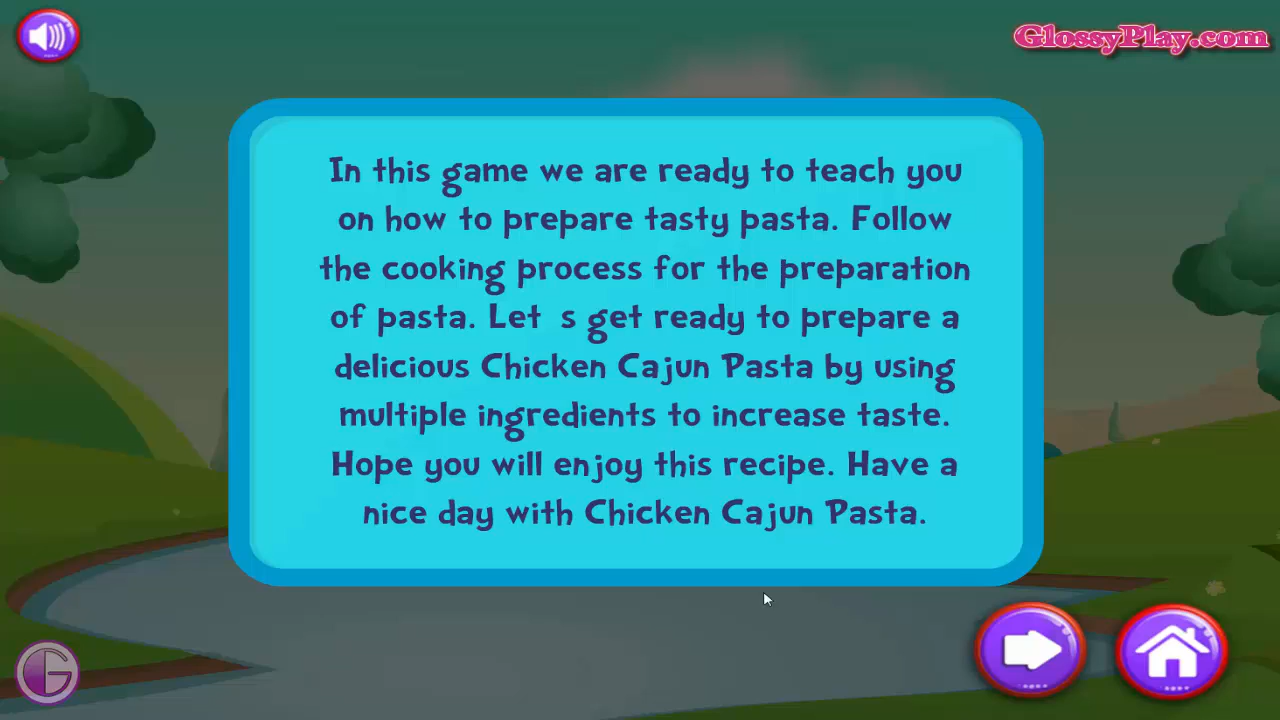 GlossyPlay.com
In this game we are ready to teach you
on how to prepare tasty pasta. Follow
the cooking process for the preparation
of pasta. Let s get ready to prepare a
delicious Chicken Cajun Pasta by using
multiple ingredients to increase taste.
Hope you will enjoy this recipe. Have a
nice day with Chicken Cajun Pasta.
G